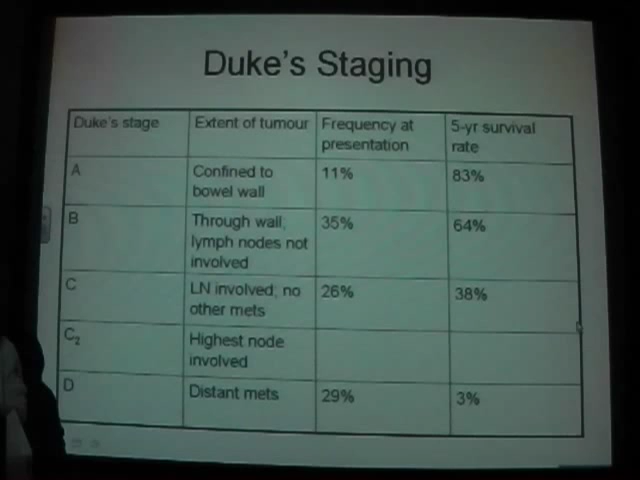 Duke's Staging
Duke's stage
Extent of tumour
Frequency at
presentation
5-yr survival
rate
A
Confined to
bowel wall
11%
83%
B
Through wall;
lymph nodes not
involved
35%
64%
C
LN involved; no
other mets
26%
38%
C₂
Highest node
involved
D
Distant mets
29%
3%